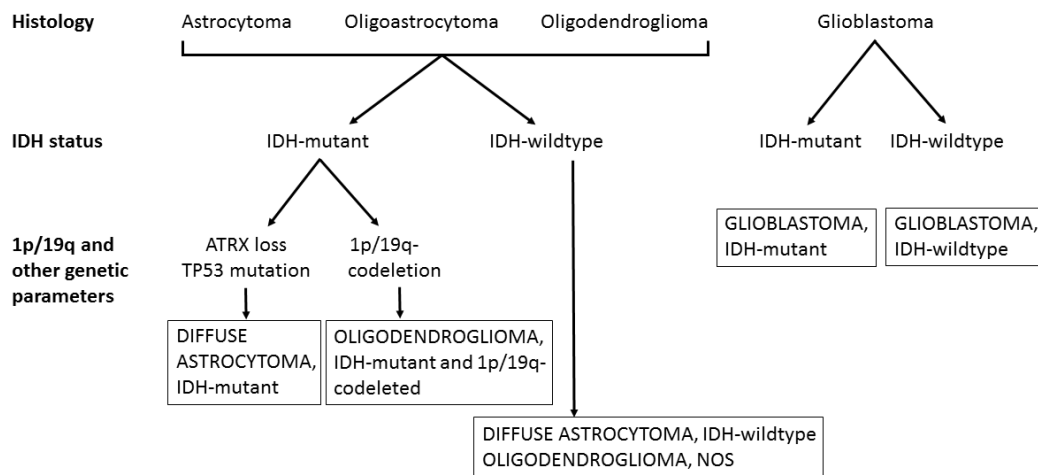 Histology
Astrocytoma
Oligoastrocytoma
Oligodendroglioma
Glioblastoma
IDH status
IDH-mutant
IDH-wildtype
IDH-mutant
IDH-wildtype
1p/19q and
other genetic
parameters
ATRX loss
TP53 mutation
1p/19q-
codeletion
GLIOBLASTOMA,
IDH-mutant
GLIOBLASTOMA,
IDH-wildtype
DIFFUSE
ASTROCYTOMA,
IDH-mutant
OLIGODENDROGLIOMA,
IDH-mutant and 1p/19q-
codeleted
DIFFUSE ASTROCYTOMA, IDH-wildtype
OLIGODENDROGLIOMA, NOS